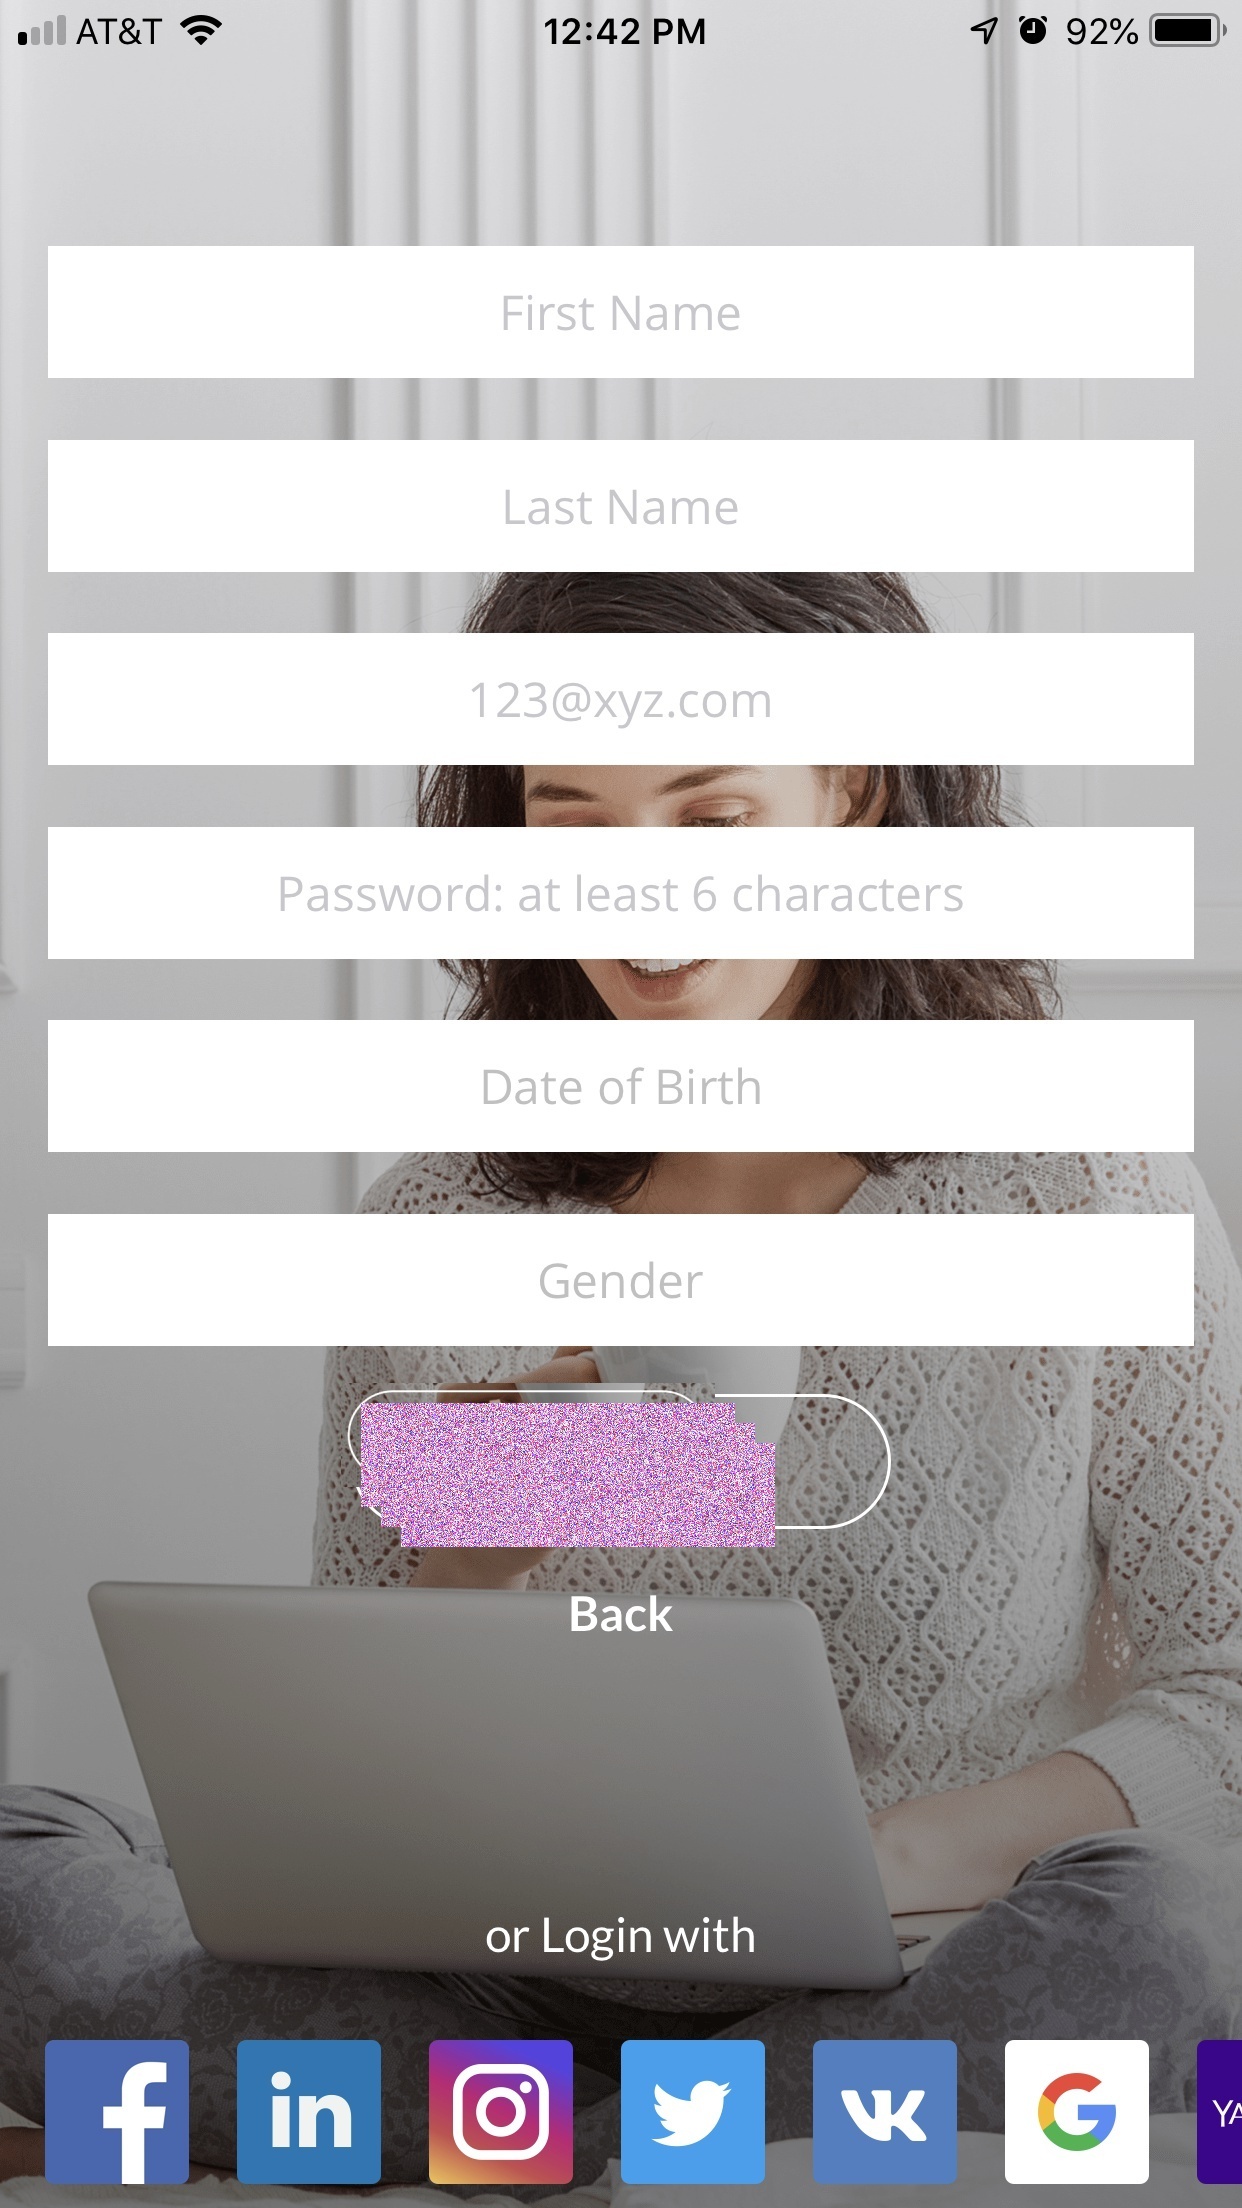 AT&T 12:42 PM 92%
First Name
Last Name
123@xyz.com
Password: at least 6 characters
Date of Birth
Gender
Back
or Login with
f in VK G YA